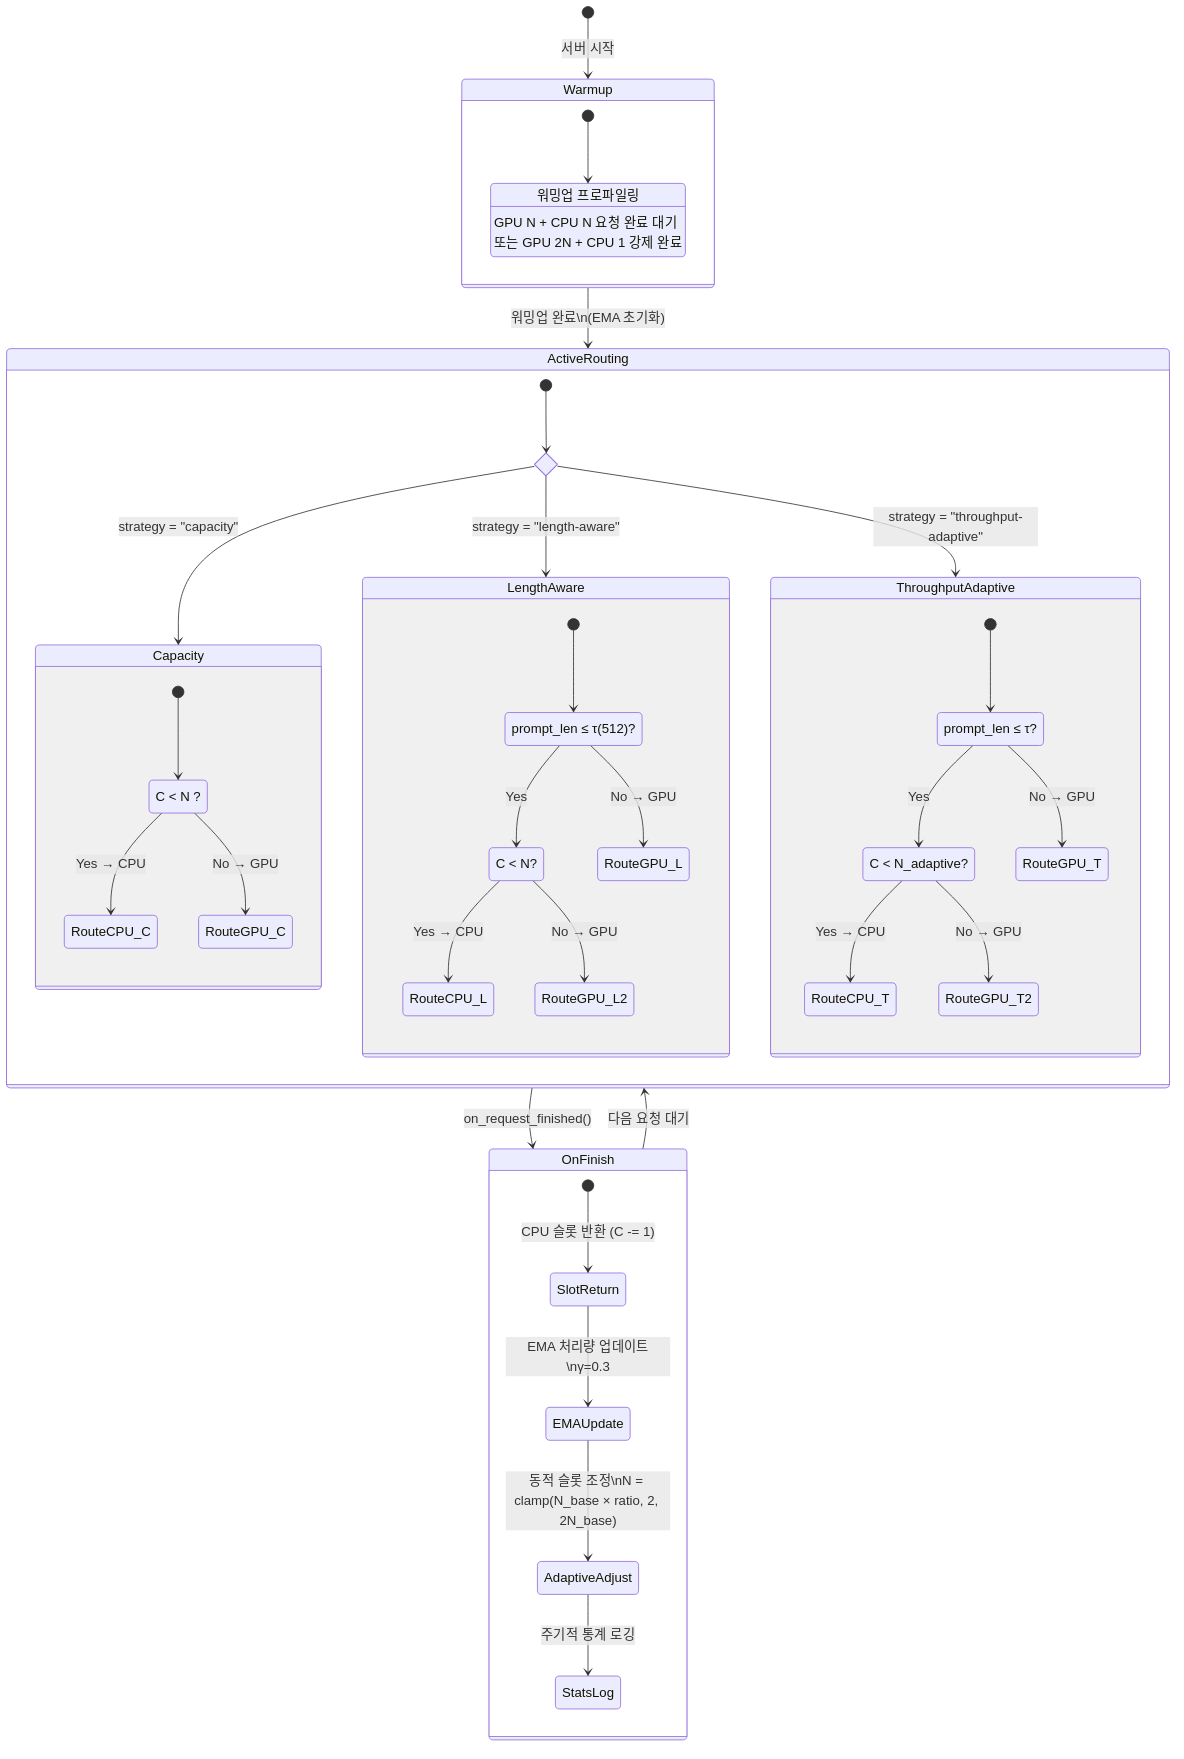 서버 시작
Warmup
워밍업 프로파일링
GPU N + CPU N 요청 완료 대기
또는 GPU 2N + CPU 1 강제 완료
워밍업 완료\n(EMA 초기화)
ActiveRouting
strategy = "capacity"
strategy = "length-aware"
strategy = "throughput-
adaptive"
Capacity
C < N ?
Yes → CPU
No → GPU
RouteCPU_C
RouteGPU_C
LengthAware
prompt_len ≤ τ(512)?
Yes
No → GPU
C < N?
RouteGPU_L
Yes → CPU
No → GPU
RouteCPU_L
RouteGPU_L2
ThroughputAdaptive
prompt_len ≤ τ?
Yes
No → GPU
C < N_adaptive?
RouteGPU_T
Yes → CPU
No → GPU
RouteCPU_T
RouteGPU_T2
on_request_finished()
다음 요청 대기
OnFinish
CPU 슬롯 반환 (C -= 1)
SlotReturn
EMA 처리량 업데이트
\nγ=0.3
EMAUpdate
동적 슬롯 조정\nN =
clamp(N_base × ratio, 2,
2N_base)
AdaptiveAdjust
주기적 통계 로깅
StatsLog